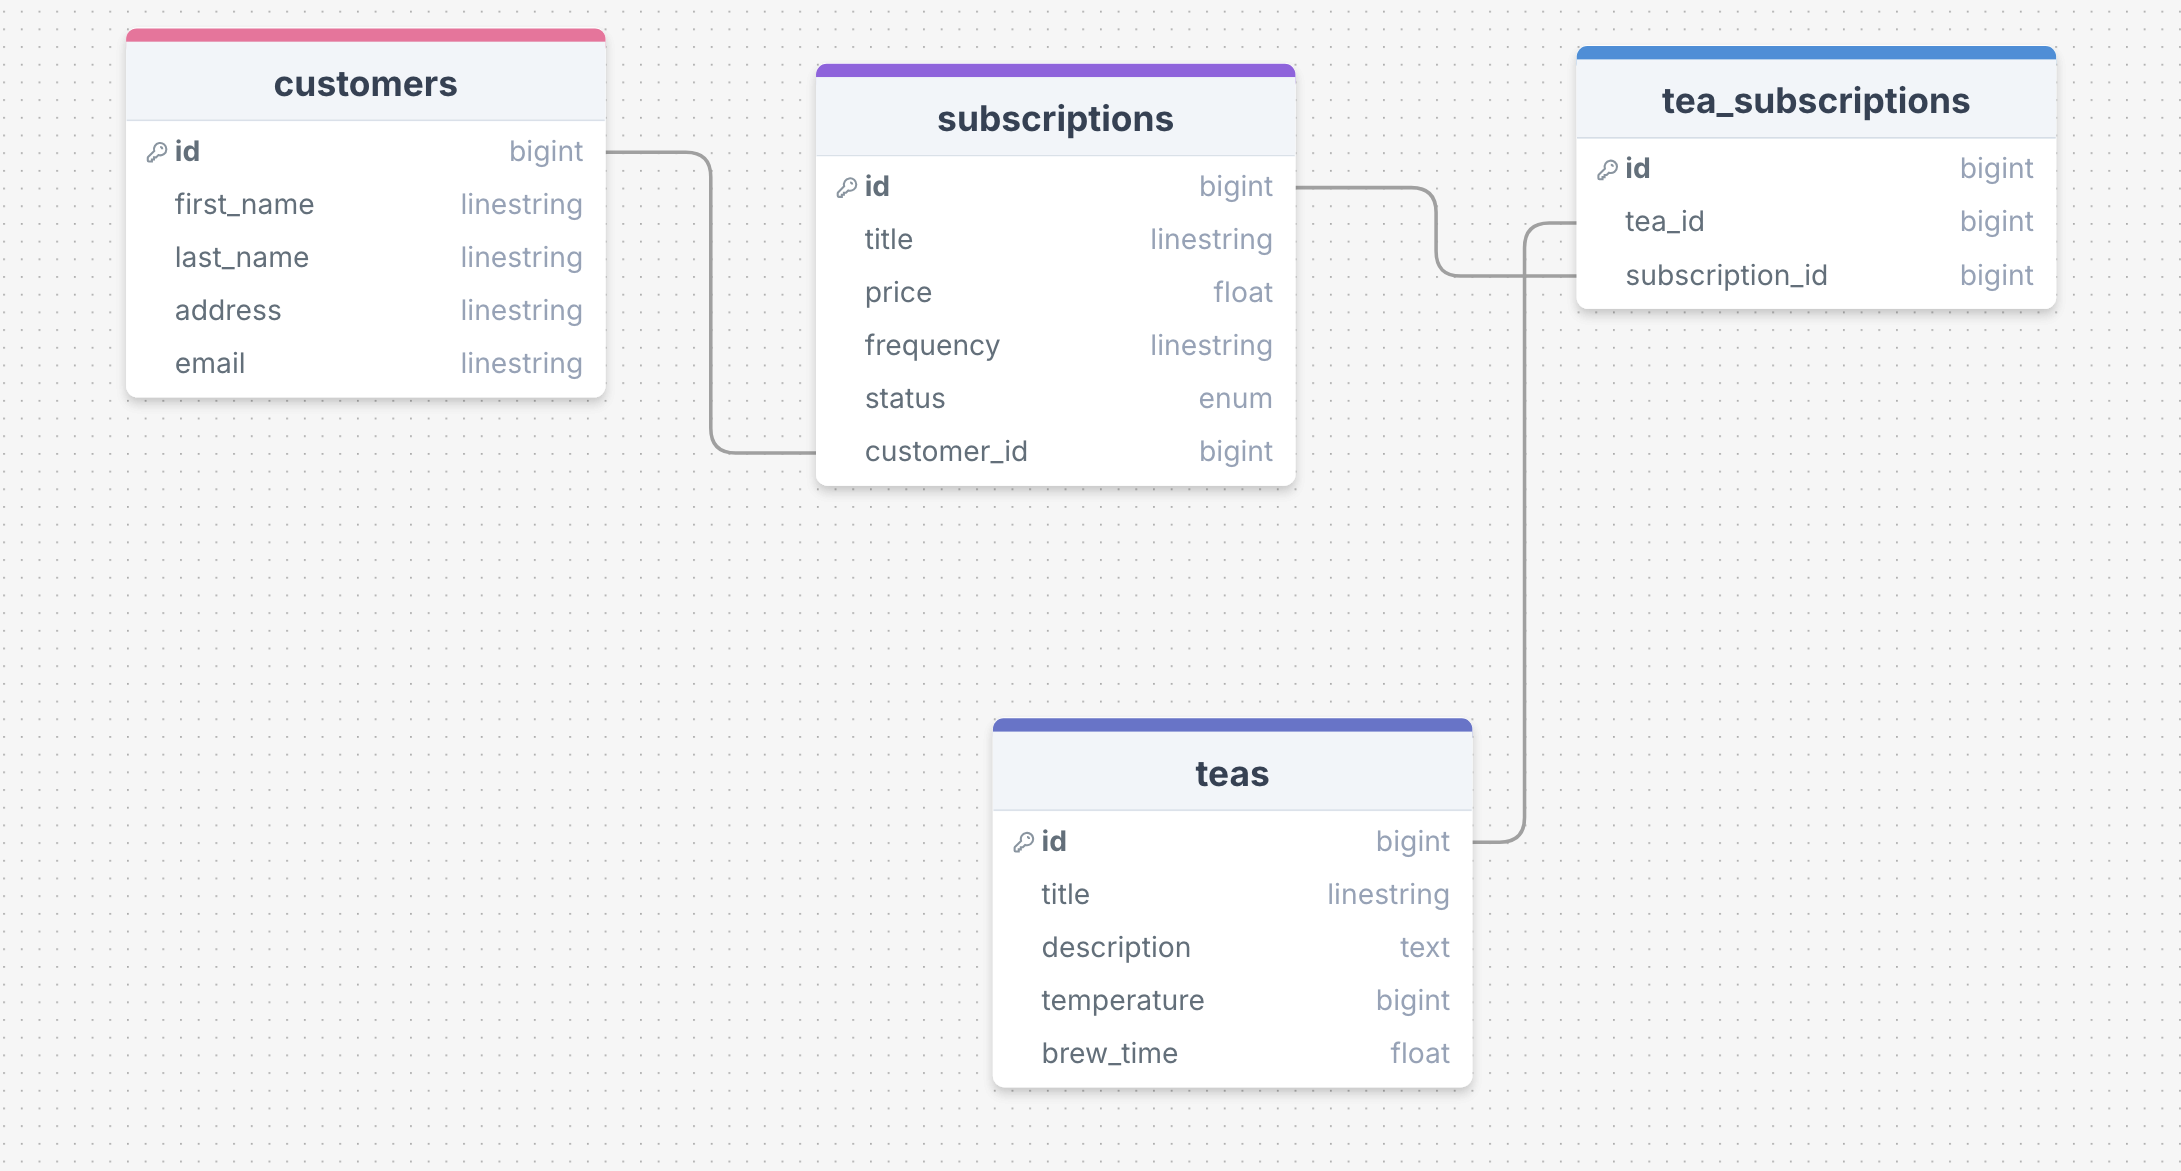 customers
id bigint
first_name linestring
last_name linestring
address linestring
email linestring
subscriptions
id bigint
title linestring
price float
frequency linestring
status enum
customer_id bigint
tea_subscriptions
id bigint
tea_id bigint
subscription_id bigint
teas
id bigint
title linestring
description text
temperature bigint
brew_time float